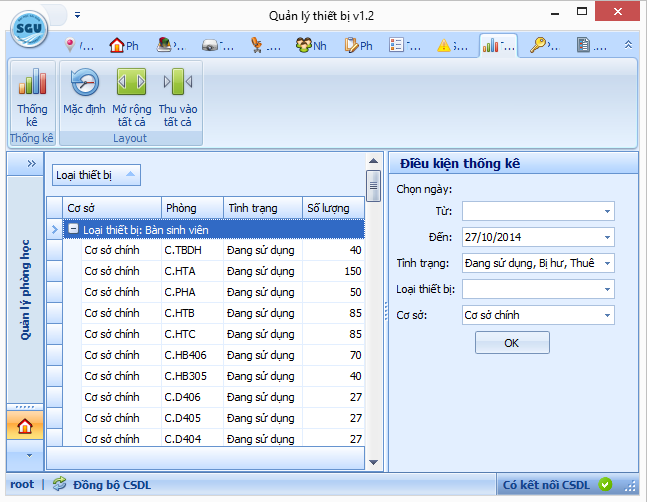 Quản lý thiết bị v1.2
SGU
/... Ph ...› ...- ....  Nh Ph ...- :... ...- ...› ....
Thống kê
Mặc định
Mở rộng tất cả
Thu vào tất cả
Thống kê
Layout
»
Quản lý phòng học
Loại thiết bị
Cơ sở Phòng Tình trạng Số lượng
Loại thiết bị: Bàn sinh viên
Cơ sở chính C.TBDH Đang sử dụng 40
Cơ sở chính C.HTA Đang sử dụng 150
Cơ sở chính C.PHA Đang sử dụng 50
Cơ sở chính C.HTB Đang sử dụng 85
Cơ sở chính C.HTC Đang sử dụng 85
Cơ sở chính C.HB406 Đang sử dụng 70
Cơ sở chính C.HB305 Đang sử dụng 40
Cơ sở chính C.D406 Đang sử dụng 27
Cơ sở chính C.D405 Đang sử dụng 27
Cơ sở chính C.D404 Đang sử dụng 27
Điều kiện thống kê
Chọn ngày:
Từ:
Đến: 27/10/2014
Tình trạng: Đang sử dụng, Bị hư, Thuê
Loại thiết bị:
Cơ sở: Cơ sở chính
OK
root | Đồng bộ CSDL
Có kết nối CSDL